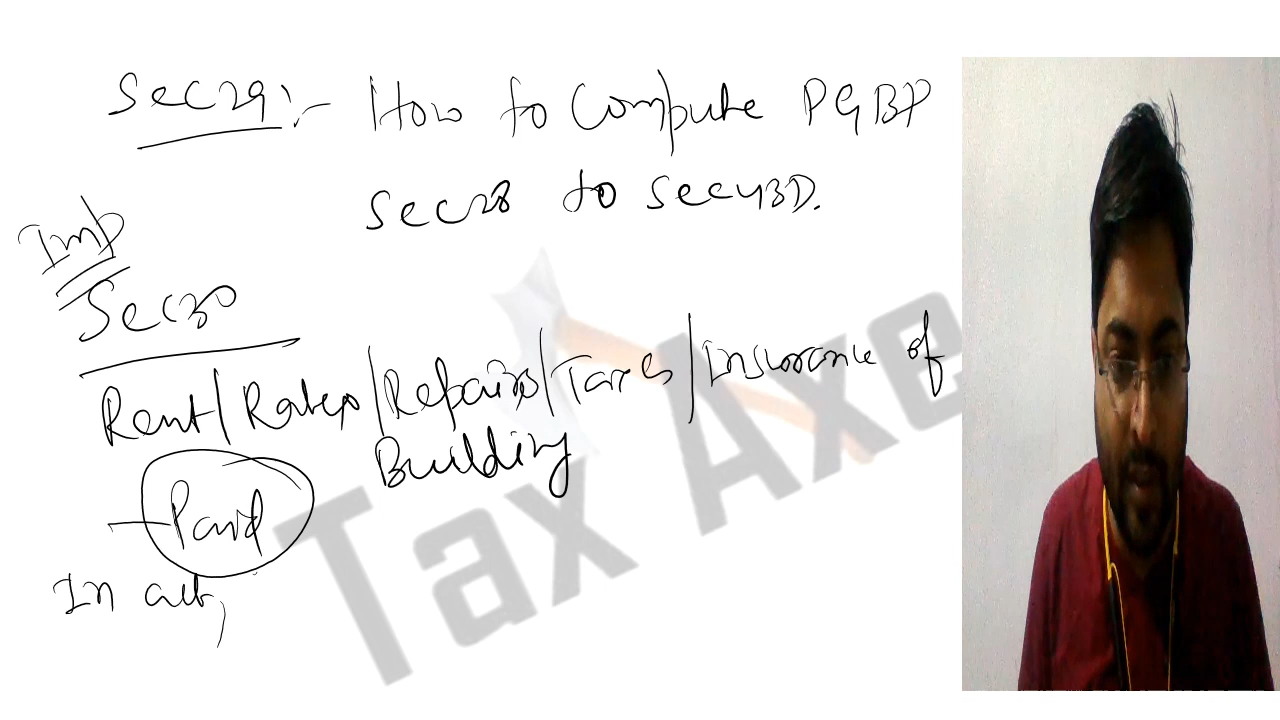 Sec29:- How to Compute PGBP
Sec28 to Sec43D.
Imp
Sec30
Rent/Rates/Repairs/Taxes/Insurance of
Building
- Paid
In act,
Tax Axe